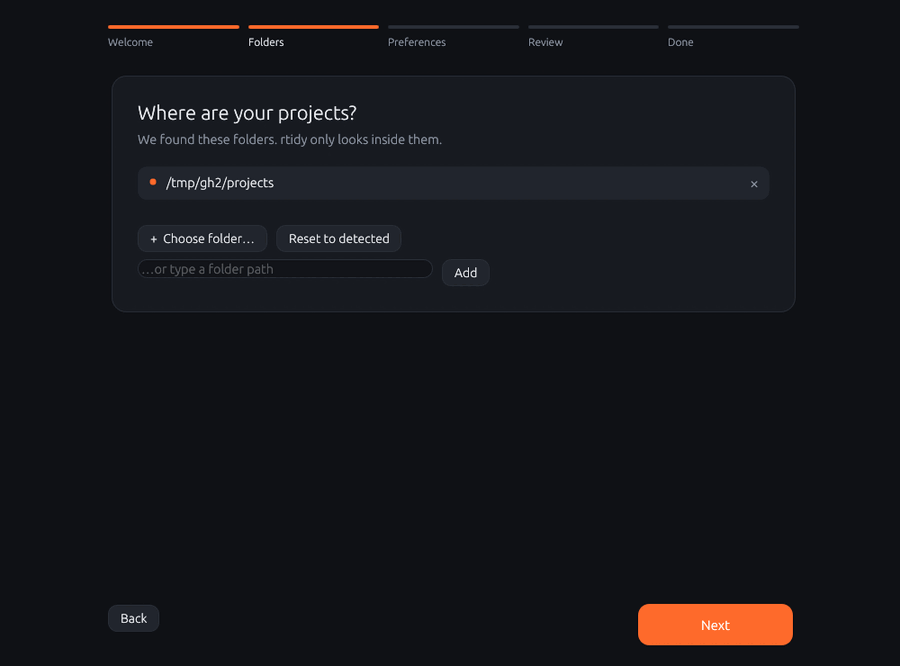 Welcome Folders Preferences Review Done
Where are your projects?
We found these folders. rtidy only looks inside them.
/tmp/gh2/projects ×
+ Choose folder... Reset to detected
...or type a folder path Add
Back Next